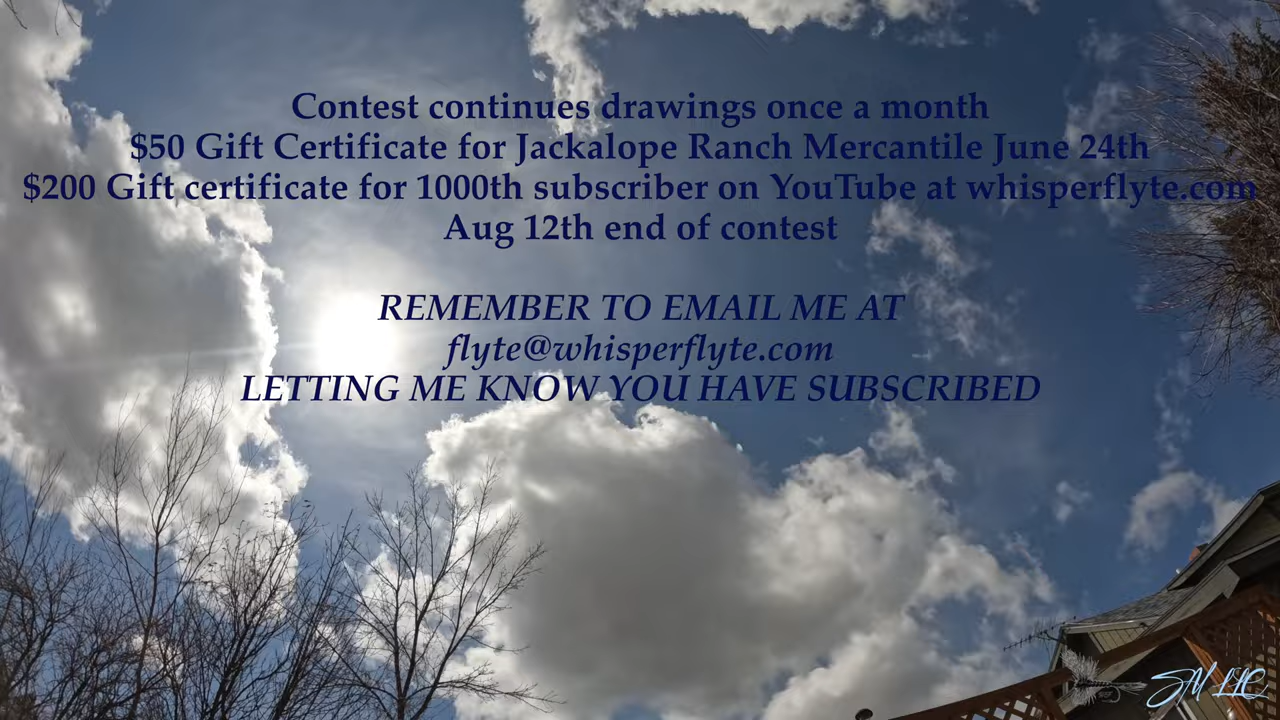 Contest continues drawings once a month
$50 Gift Certificate for Jackalope Ranch Mercantile June 24th
$200 Gift certificate for 1000th subscriber on YouTube at whisperflyte.com
Aug 12th end of contest
REMEMBER TO EMAIL ME AT
flyte@whisperflyte.com
LETTING ME KNOW YOU HAVE SUBSCRIBED